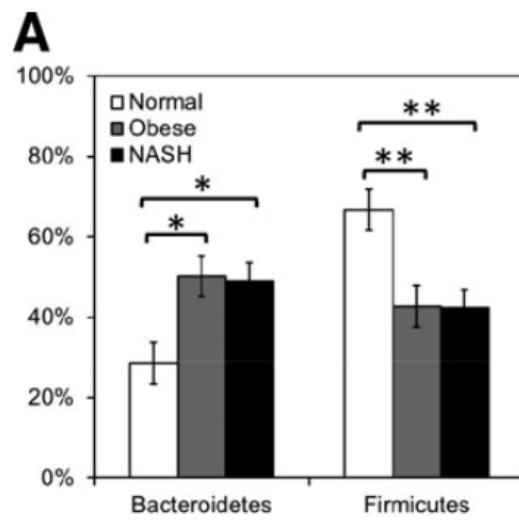 A
100%
80%
60%
40%
20%
0%
Normal
Obese
NASH
*
*
**
**
Bacteroidetes
Firmicutes